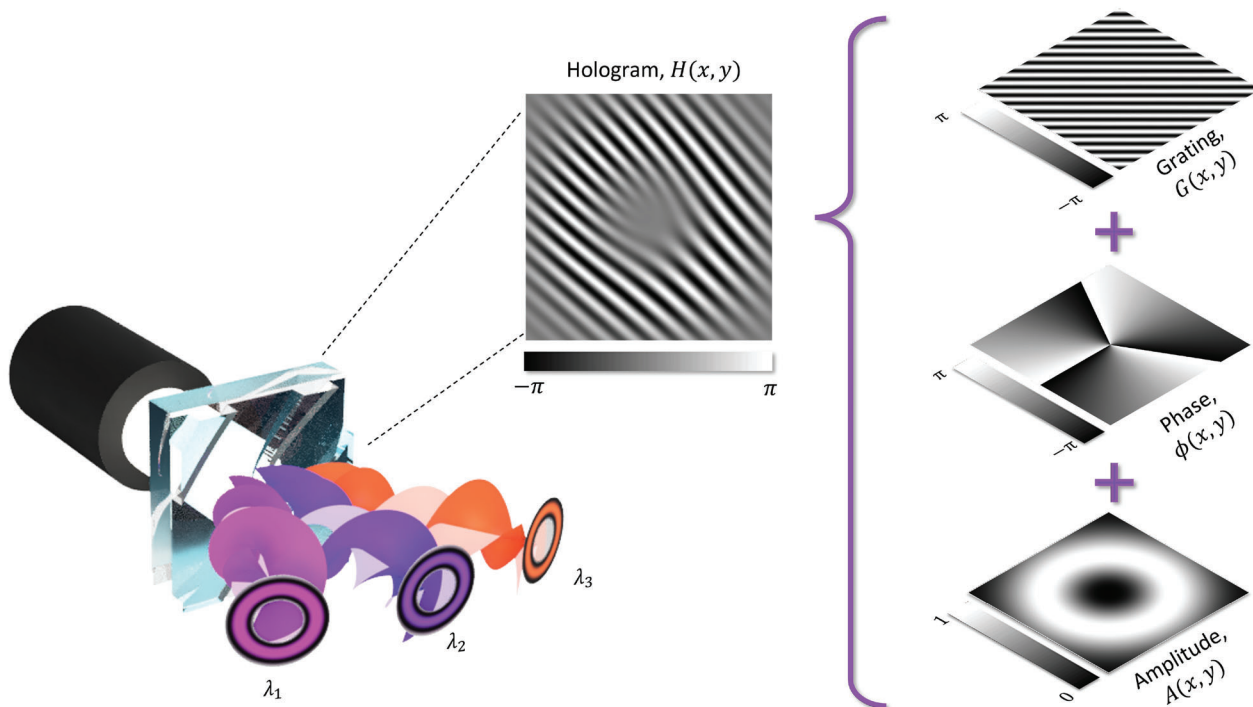 Hologram, H(x, y)
−π
π
λ₁
λ₂
λ₃
π
−π
Grating,
G(x, y)
+
π
−π
Phase,
ϕ(x, y)
+
1
0
Amplitude,
A(x, y)